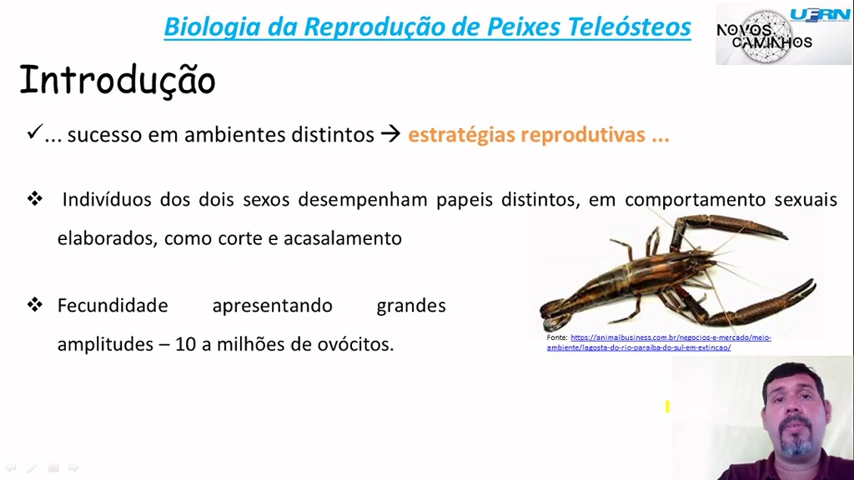 Biologia da Reprodução de Peixes Teleósteos
NOVOS
CAMINHOS
UFRN
Introdução
... sucesso em ambientes distintos → estratégias reprodutivas ...
Indivíduos dos dois sexos desempenham papeis distintos, em comportamento sexuais
elaborados, como corte e acasalamento
Fecundidade apresentando grandes
amplitudes – 10 a milhões de ovócitos.
Fonte: https://animalbusiness.com.br/negocios-e-mercado/meio-
ambiente/lagosta-do-rio-paraiba-do-sul-em-extincao/